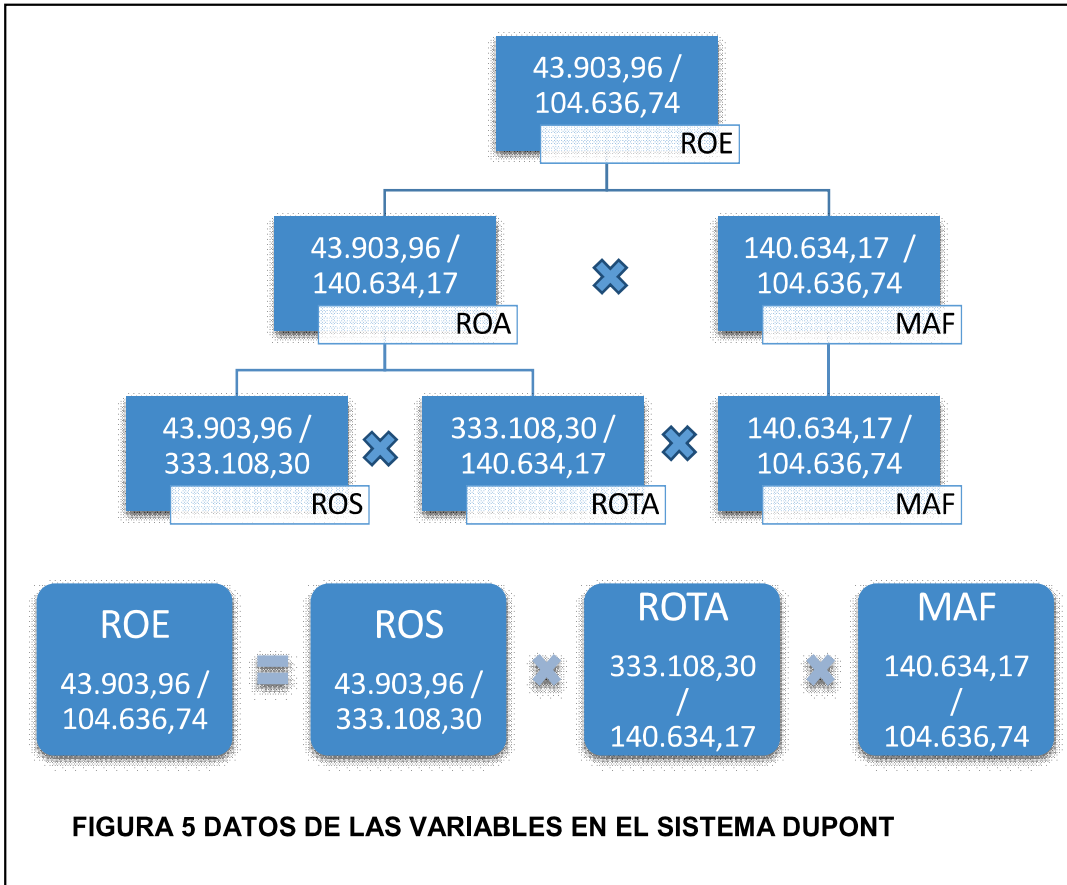 43.903,96 /
104.636,74
ROE
43.903,96 /
140.634,17
ROA
140.634,17 /
104.636,74
MAF
43.903,96 /
333.108,30
ROS
333.108,30 /
140.634,17
ROTA
140.634,17 /
104.636,74
MAF
ROE
43.903,96 /
104.636,74
=
ROS
43.903,96 /
333.108,30
ROTA
333.108,30
/
140.634,17
MAF
140.634,17
/
104.636,74
FIGURA 5 DATOS DE LAS VARIABLES EN EL SISTEMA DUPONT